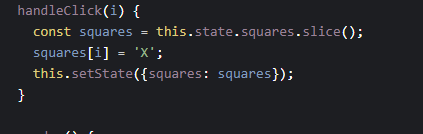 handleClick(i) {
const squares = this.state.squares.slice();
squares[i] = 'X';
this.setState({squares: squares});
}